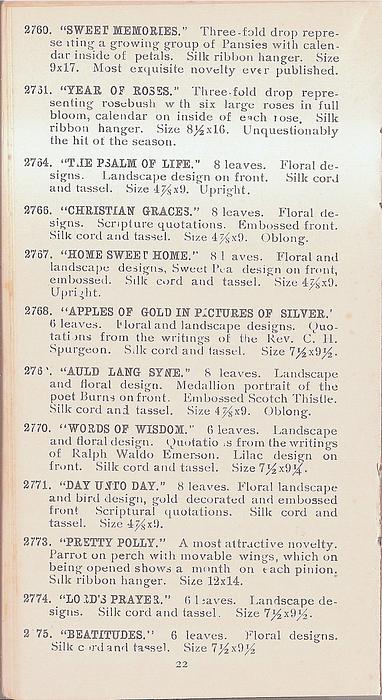 2760. "SWEET MEMORIES." Three-fold drop repre-
senting a growing group of Pansies with calen-
dar inside of petals. Silk ribbon hanger. Size
9x17. Most exquisite novelty ever published.
2761. "YEAR OF ROSES." Three-fold drop repre-
senting rosebush with six large roses in full
bloom, calendar on inside of each rose. Silk
ribbon hanger. Size 8½x16. Unquestionably
the hit of the season.
2764. "THE PSALM OF LIFE." 8 leaves. Floral de-
signs. Landscape design on front. Silk cord
and tassel. Size 4⅞x9. Upright.
2766. "CHRISTIAN GRACES." 8 leaves. Floral de-
signs. Scripture quotations. Embossed front.
Silk cord and tassel. Size 4⅞x9. Oblong.
2767. "HOME SWEET HOME." 8 leaves. Floral and
landscape designs, Sweet Pea design on front,
embossed. Silk cord and tassel. Size 4⅞x9.
Upright.
2768. "APPLES OF GOLD IN PICTURES OF SILVER.'
6 leaves. Floral and landscape designs. Quo-
tations from the writings of the Rev. C. H.
Spurgeon. Silk cord and tassel. Size 7½x9½.
276 . "AULD LANG SYNE." 8 leaves. Landscape
and floral design. Medallion portrait of the
poet Burns on front. Embossed Scotch Thistle.
Silk cord and tassel. Size 4⅞x9. Oblong.
2770. "WORDS OF WISDOM." 6 leaves. Landscape
and floral design. Quotations from the writings
of Ralph Waldo Emerson. Lilac design on
front. Silk cord and tassel. Size 7½x9¼.
2771. "DAY UNTO DAY." 8 leaves. Floral landscape
and bird design, gold decorated and embossed
front Scriptural quotations. Silk cord and
tassel. Size 4⅞x9.
2773. "PRETTY POLLY." A most attractive novelty.
Parrot on perch with movable wings, which on
being opened shows a month on each pinion.
Silk ribbon hanger. Size 12x14.
2774. "LORD'S PRAYER." 6 leaves. Landscape de-
signs. Silk cord and tassel. Size 7½x9½.
2 75. "BEATITUDES." 6 leaves. Floral designs.
Silk cord and tassel. Size 7½x9½
22